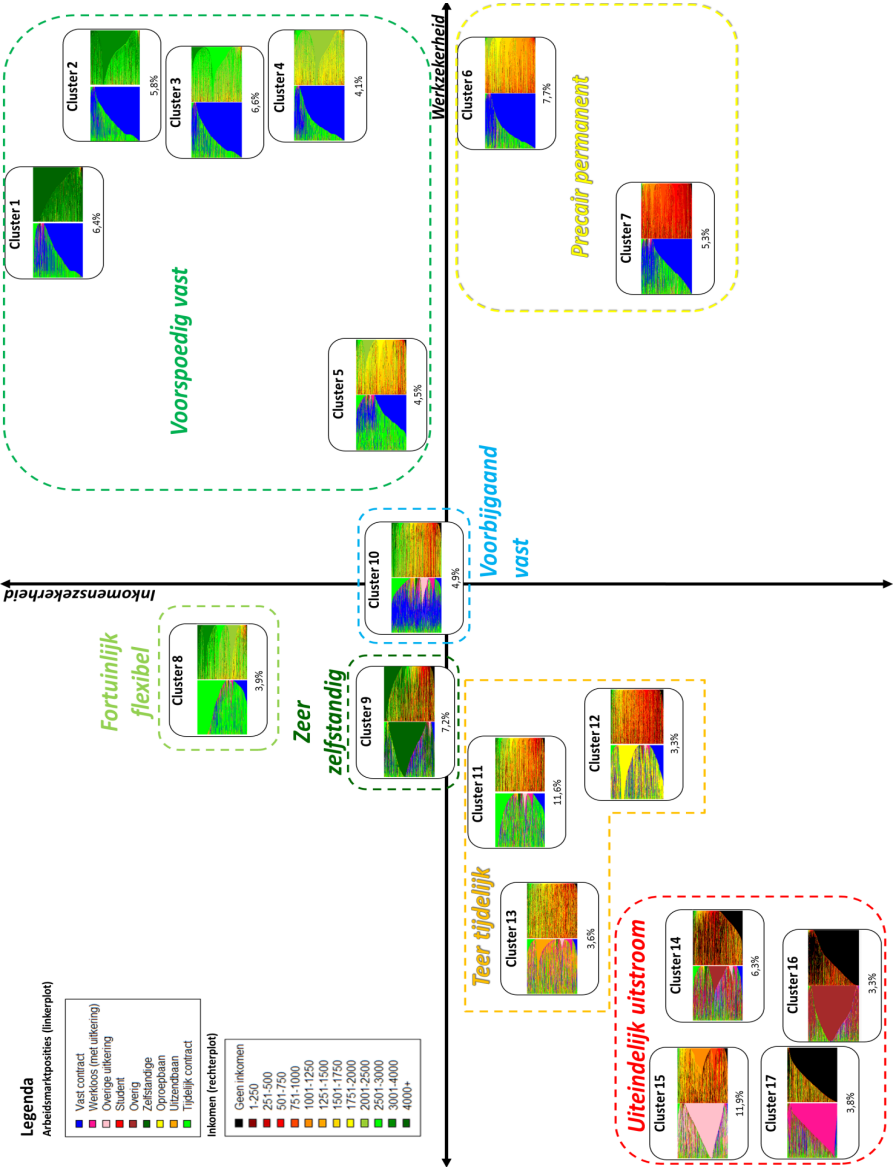 Legenda
Arbeidsmarktposities (linkerplot)
Vast contract
Werkloos (met uitkering)
Overige uitkering
Student
Overig
Zelfstandige
Oproepbaan
Uitzendbaan
Tijdelijk contract
Inkomen (rechterplot)
Geen inkomen
1-250
251-500
501-750
751-1000
1001-1250
1251-1500
1501-1750
1751-2000
2001-2500
2501-3000
3001-4000
4000+
Inkomenszekerheid
Werkzekerheid
Voorspoedig vast
Cluster 1
6,4%
Cluster 2
5,8%
Cluster 3
6,6%
Cluster 4
4,1%
Cluster 5
4,5%
Precair permanent
Cluster 6
7,7%
Cluster 7
5,3%
Fortuinlijk
flexibel
Cluster 8
3,9%
Zeer
zelfstandig
Cluster 9
7,2%
Voorbijgaand
vast
Cluster 10
4,9%
Teer tijdelijk
Cluster 11
11,6%
Cluster 12
3,3%
Cluster 13
3,6%
Uiteindelijk uitstroom
Cluster 14
6,3%
Cluster 15
11,9%
Cluster 16
3,3%
Cluster 17
3,8%